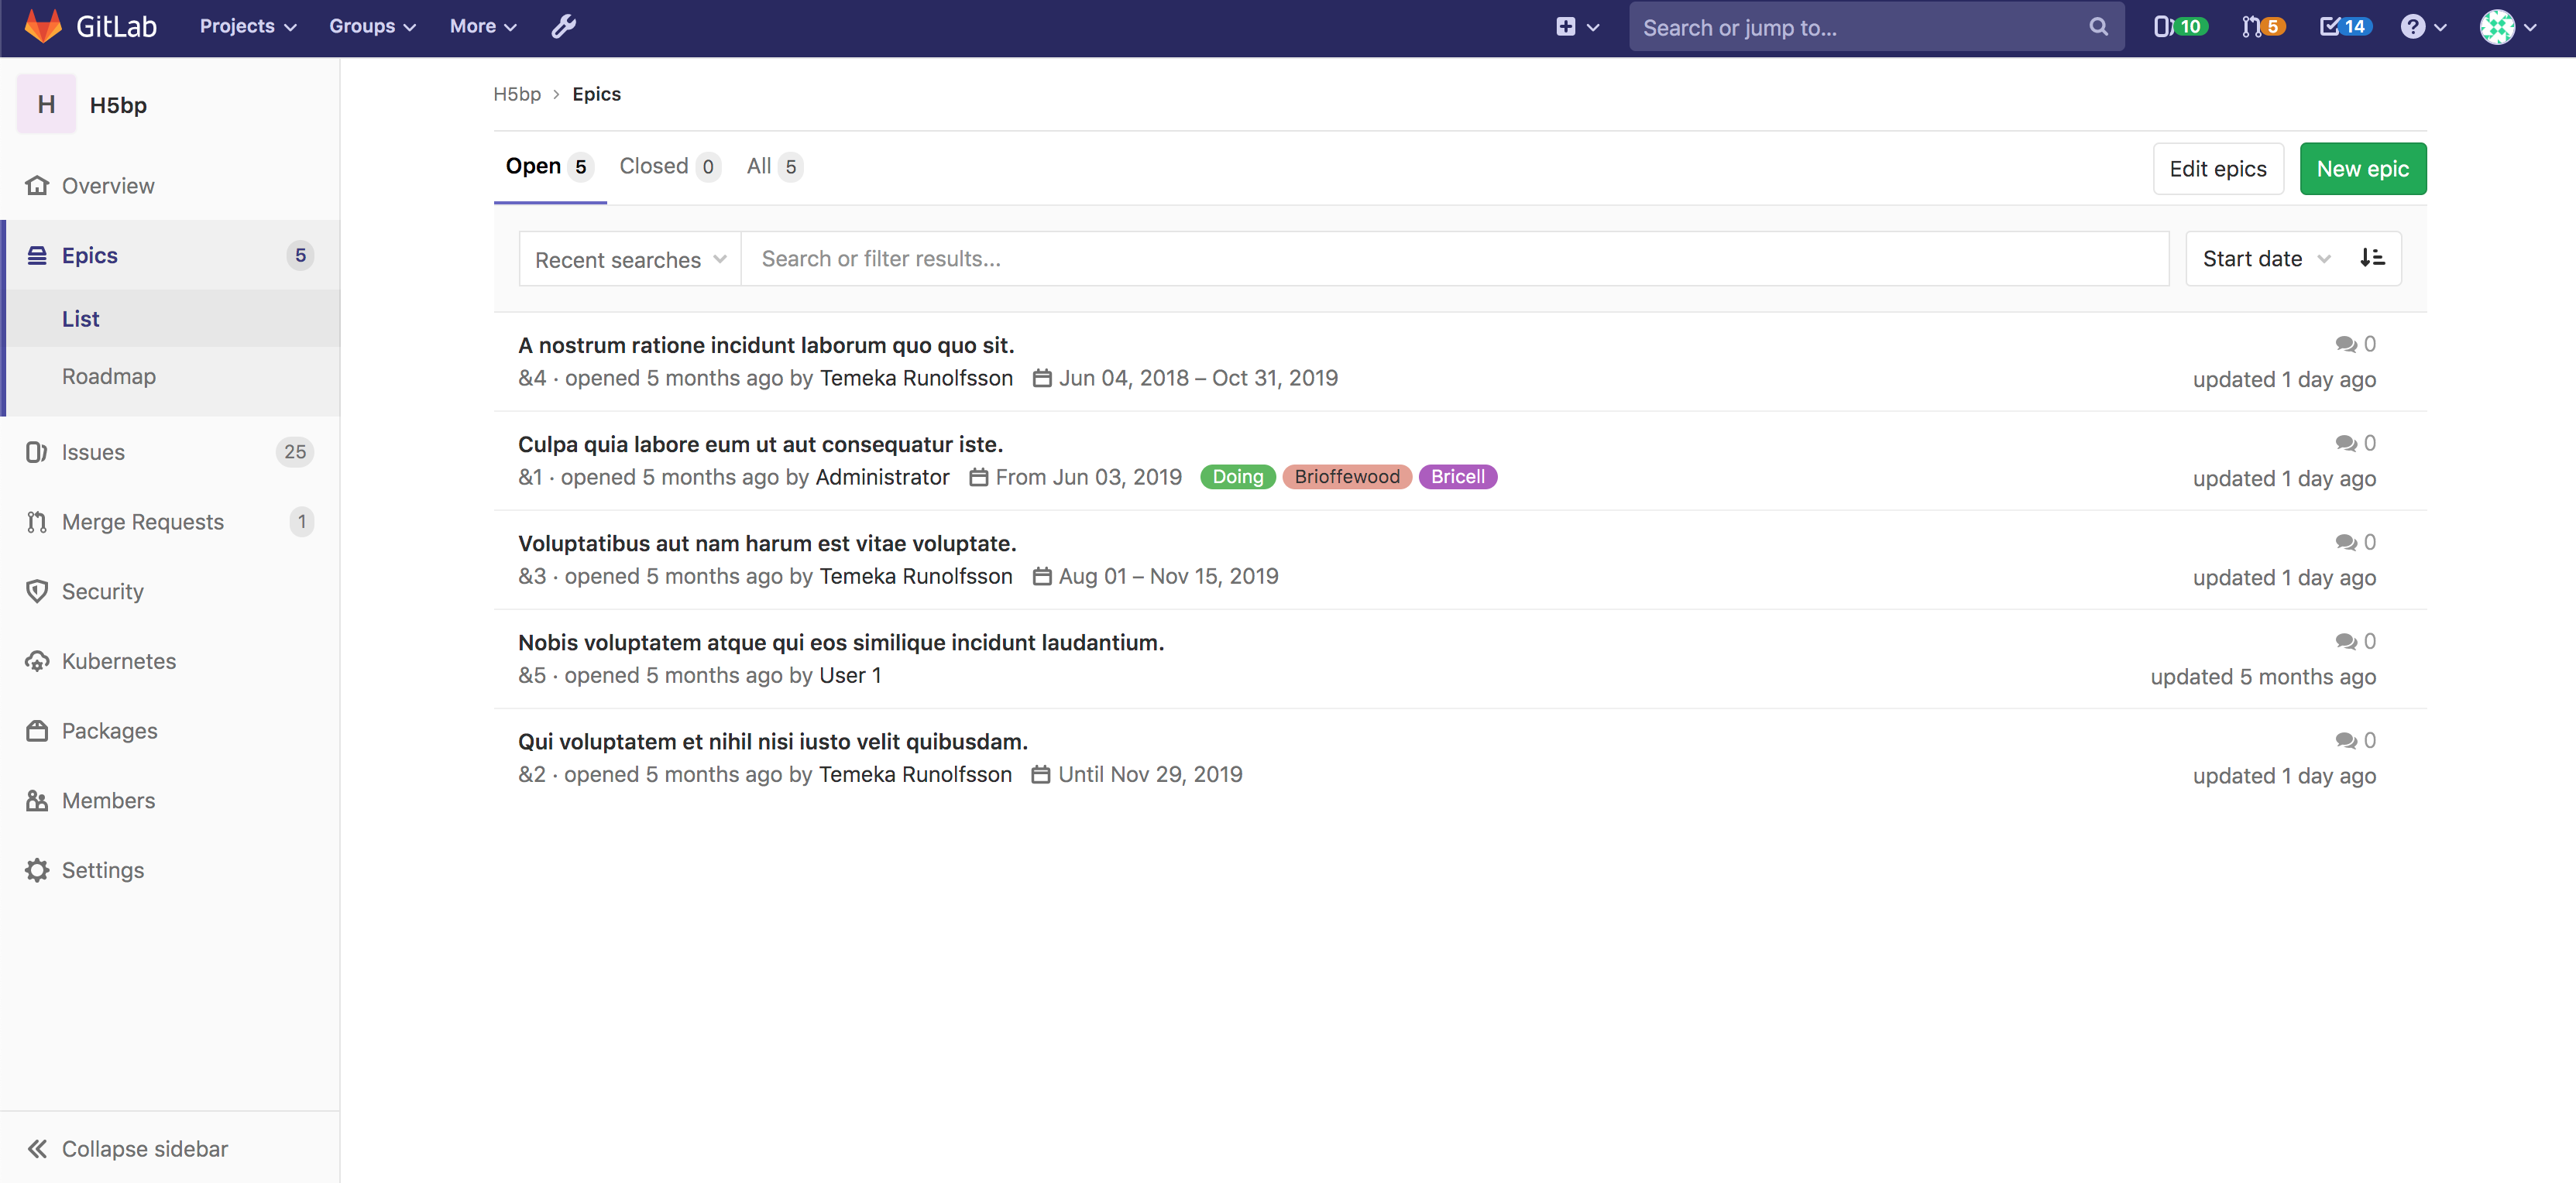 GitLab Projects Groups More Search or jump to... 10 5 14
H H5bp
Overview
Epics 5
List
Roadmap
Issues 25
Merge Requests 1
Security
Kubernetes
Packages
Members
Settings
Collapse sidebar
H5bp › Epics
Open 5 Closed 0 All 5 Edit epics New epic
Recent searches Search or filter results... Start date
A nostrum ratione incidunt laborum quo quo sit. 0
&4 · opened 5 months ago by Temeka Runolfsson Jun 04, 2018 – Oct 31, 2019 updated 1 day ago
Culpa quia labore eum ut aut consequatur iste. 0
&1 · opened 5 months ago by Administrator From Jun 03, 2019 Doing Brioffewood Bricell updated 1 day ago
Voluptatibus aut nam harum est vitae voluptate. 0
&3 · opened 5 months ago by Temeka Runolfsson Aug 01 – Nov 15, 2019 updated 1 day ago
Nobis voluptatem atque qui eos similique incidunt laudantium. 0
&5 · opened 5 months ago by User 1 updated 5 months ago
Qui voluptatem et nihil nisi iusto velit quibusdam. 0
&2 · opened 5 months ago by Temeka Runolfsson Until Nov 29, 2019 updated 1 day ago